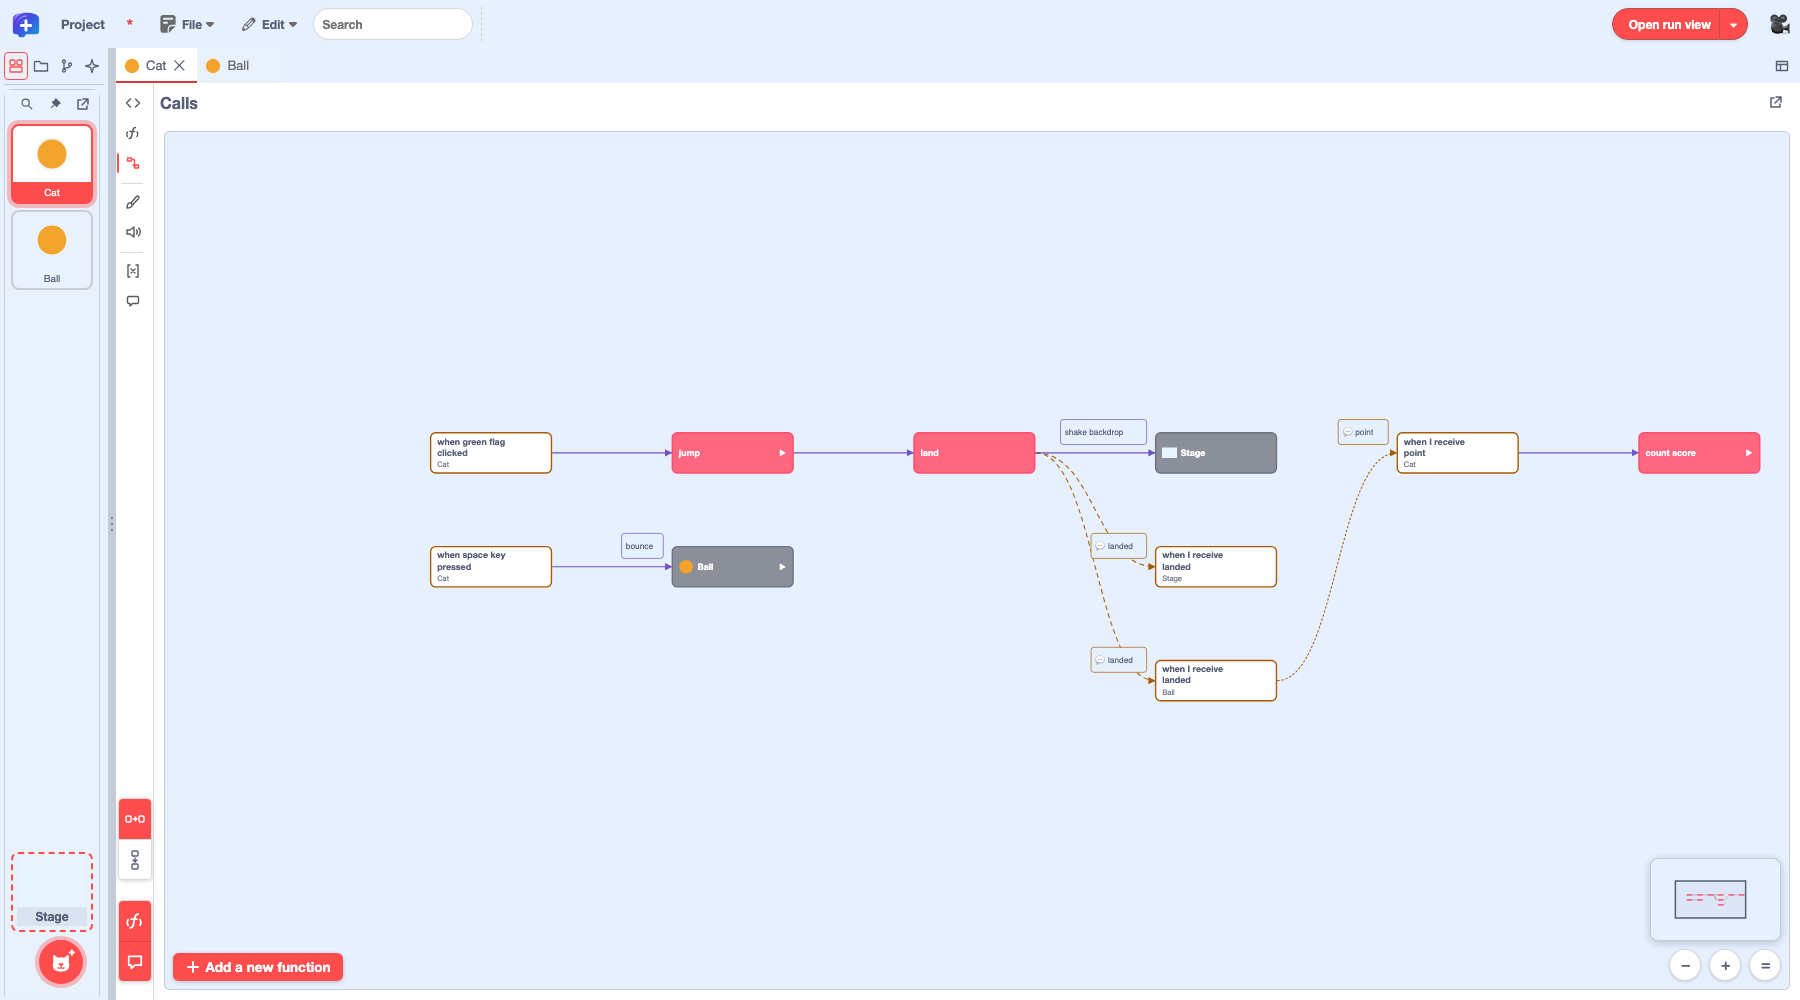 Project
*
File
Edit
Search
Open run view
Cat
Ball
Cat
Ball
Stage
Calls
when green flag
clicked
Cat
jump
land
shake backdrop
Stage
point
when I receive
point
Cat
count score
when space key
pressed
Cat
bounce
Ball
landed
when I receive
landed
Stage
landed
when I receive
landed
Ball
+ Add a new function